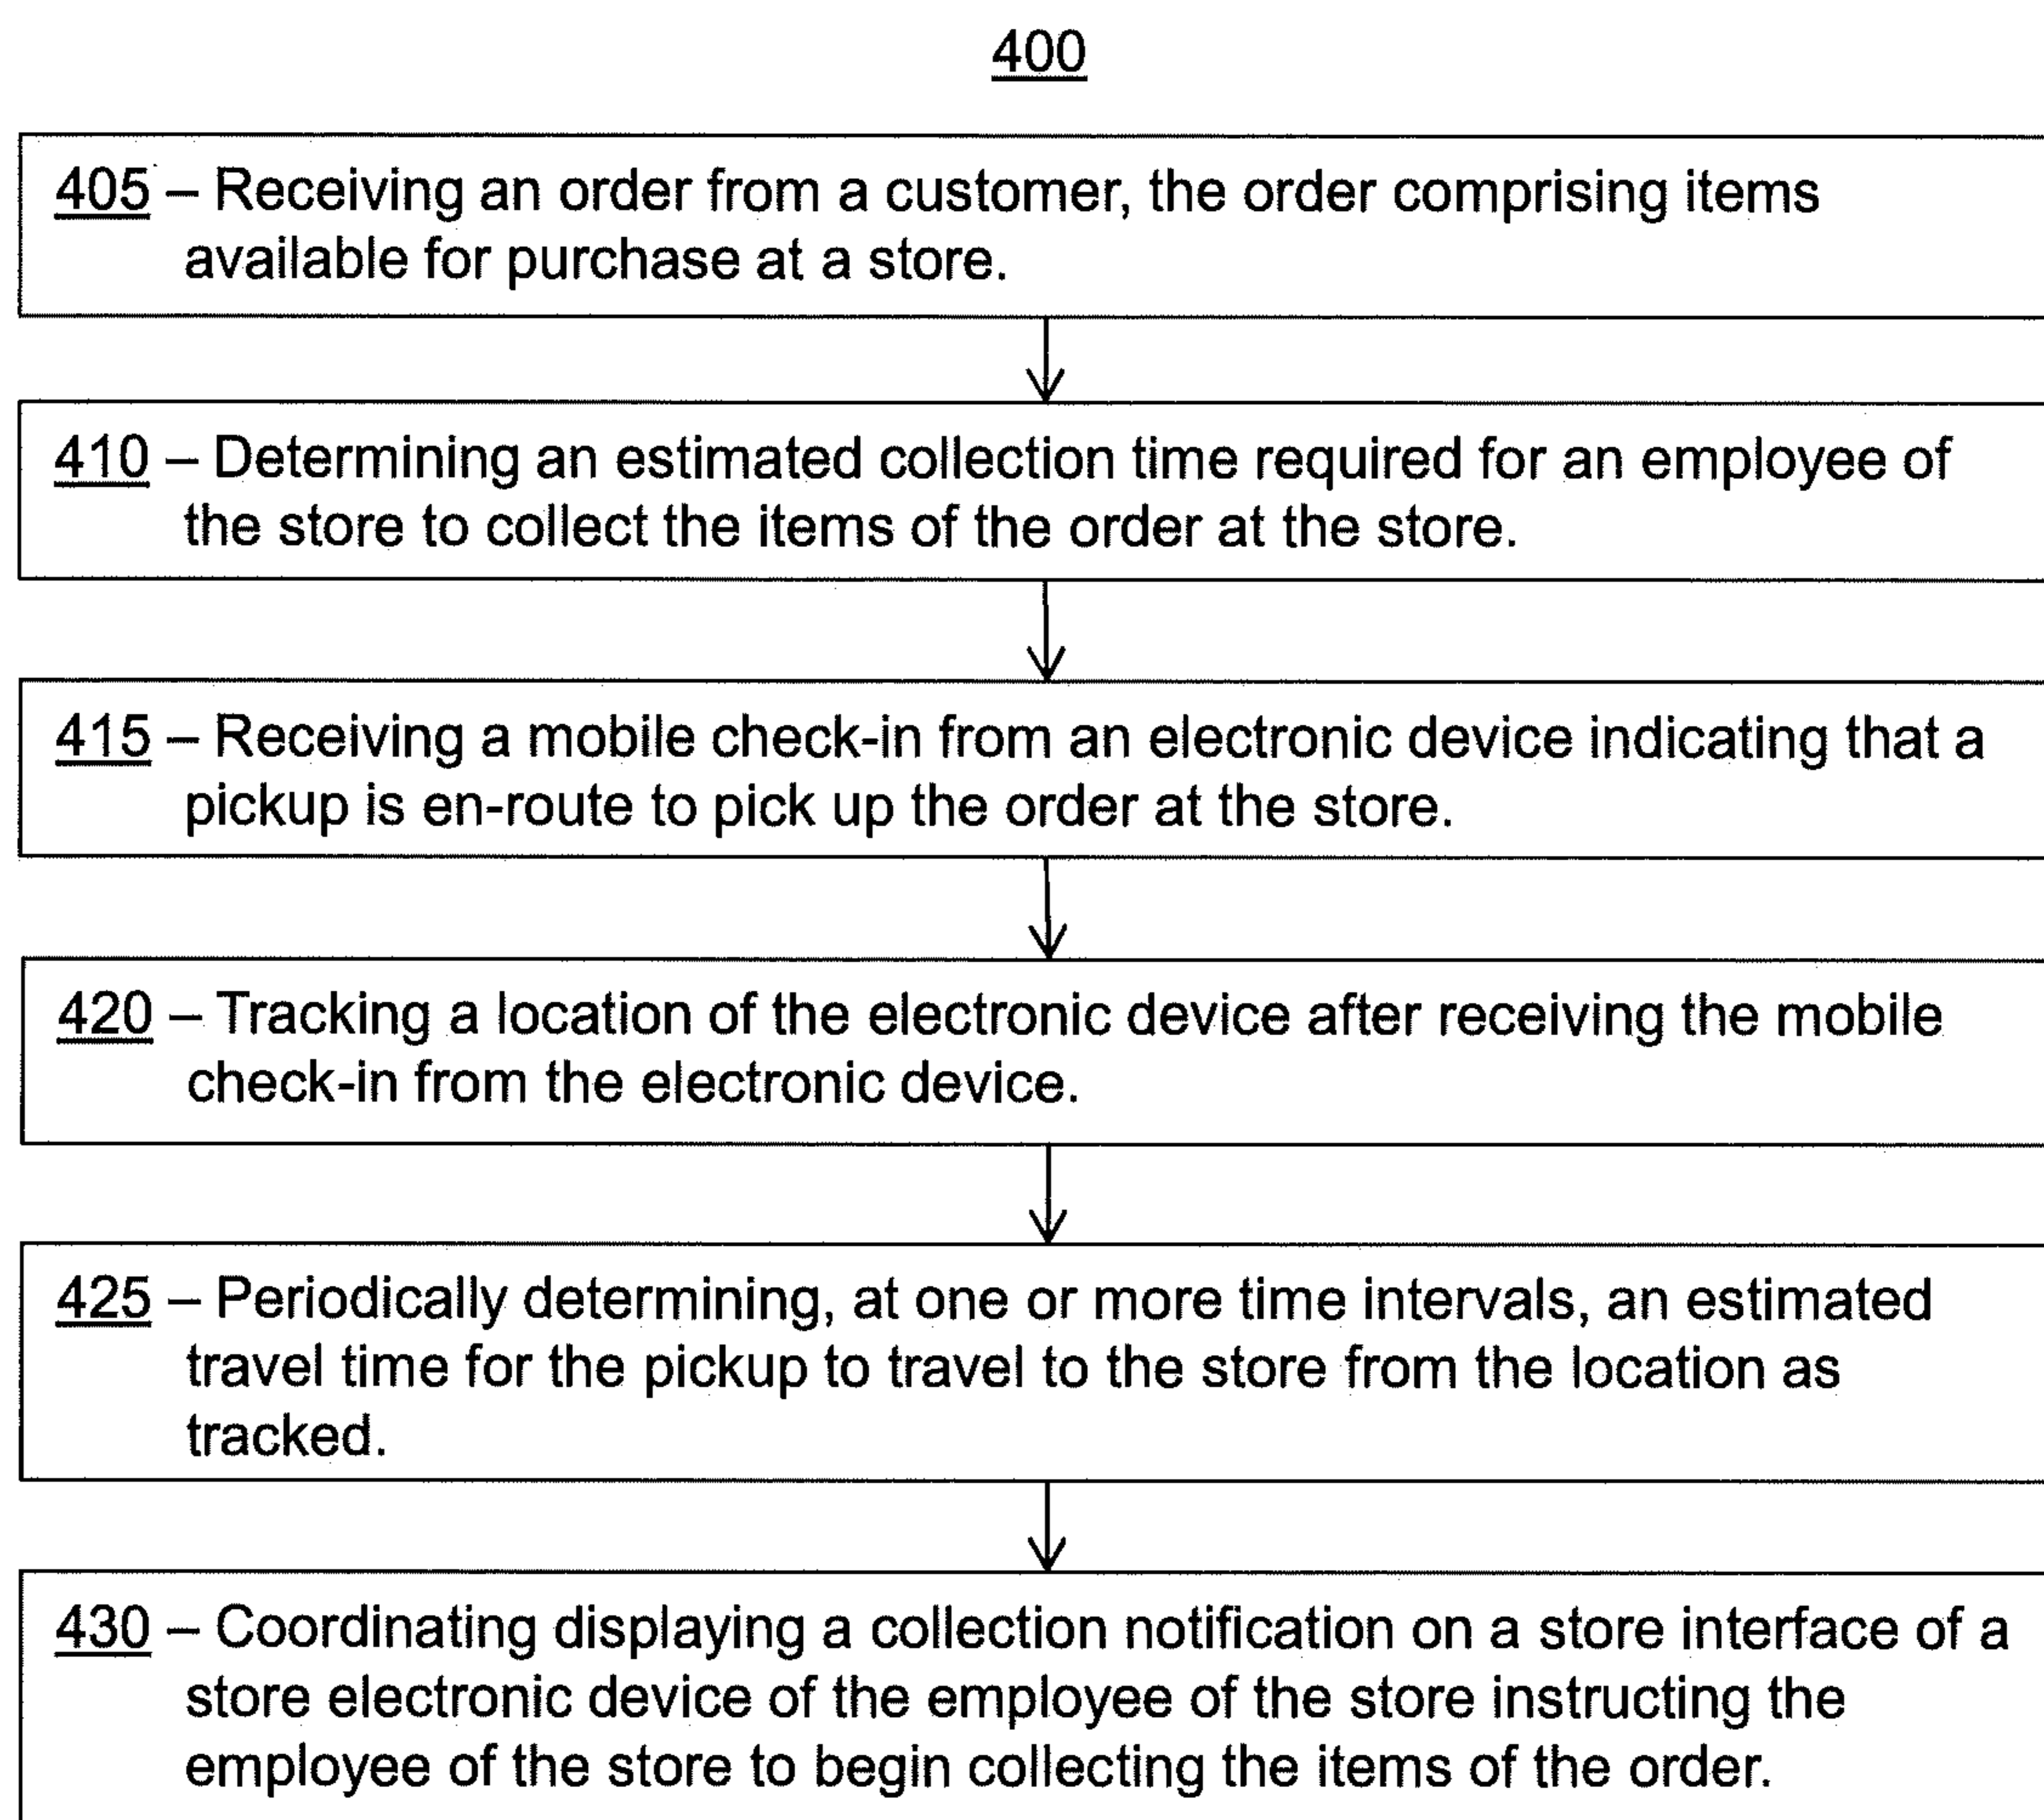 400
405 – Receiving an order from a customer, the order comprising items
available for purchase at a store.
410 – Determining an estimated collection time required for an employee of
the store to collect the items of the order at the store.
415 – Receiving a mobile check-in from an electronic device indicating that a
pickup is en-route to pick up the order at the store.
420 – Tracking a location of the electronic device after receiving the mobile
check-in from the electronic device.
425 – Periodically determining, at one or more time intervals, an estimated
travel time for the pickup to travel to the store from the location as
tracked.
430 – Coordinating displaying a collection notification on a store interface of a
store electronic device of the employee of the store instructing the
employee of the store to begin collecting the items of the order.